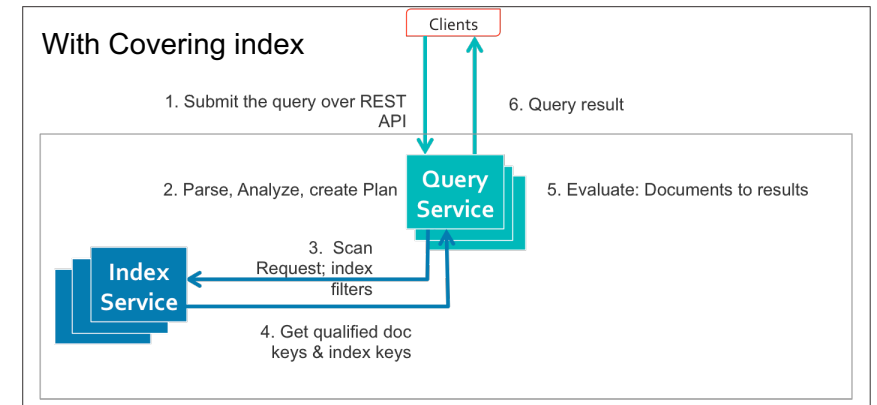 Clients
With Covering index
1. Submit the query over REST
API
6. Query result
2. Parse, Analyze, create Plan
Query
Service
5. Evaluate: Documents to results
3. Scan
Request; index
filters
Index
Service
4. Get qualified doc
keys & index keys